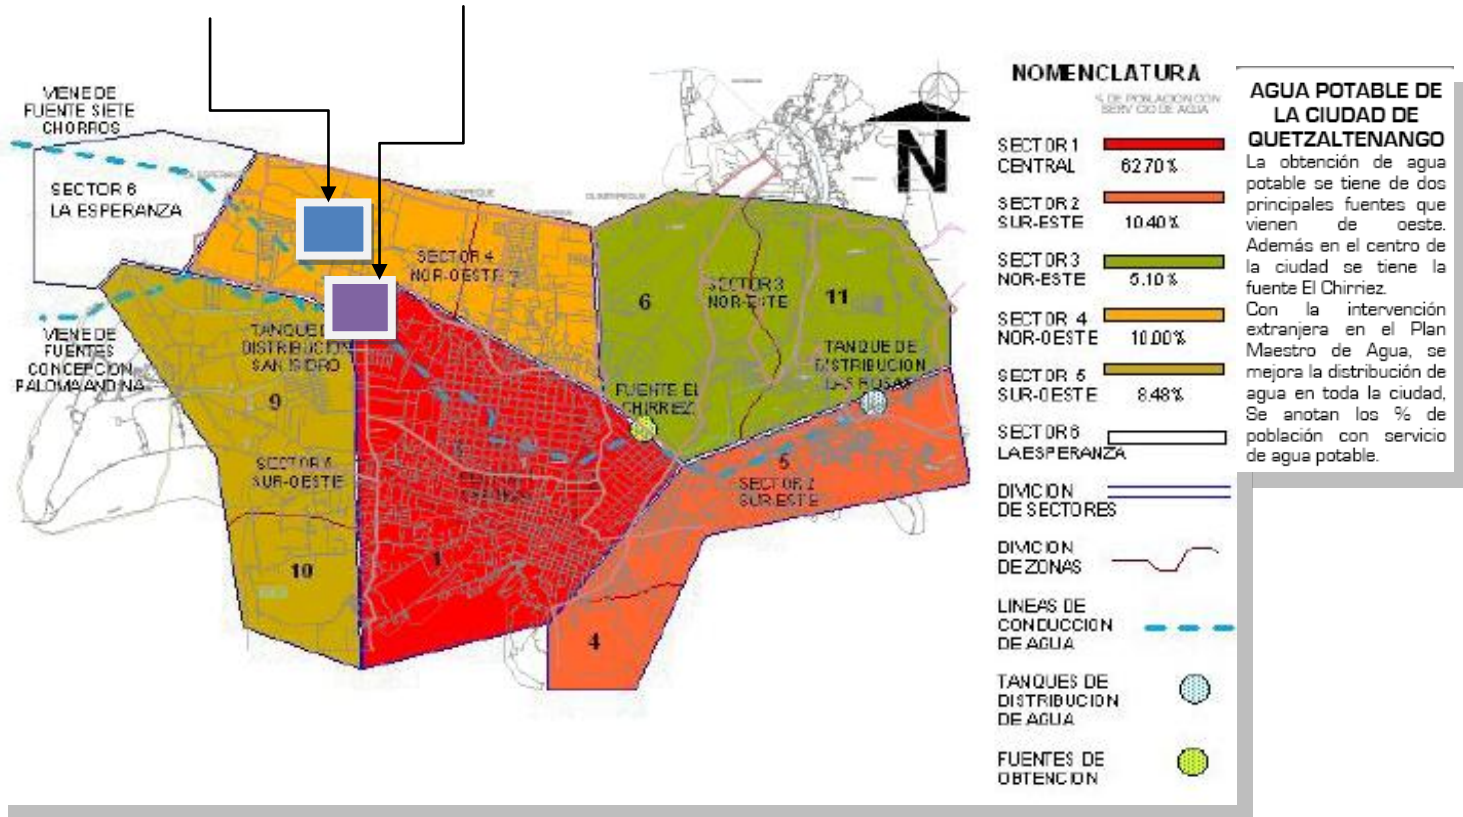 VIENE DE
FUENTE SIETE
CHORROS
SECTOR 6
LA ESPERANZA
VIENE DE
FUENTES
CONCEPCION
PALOMA ANDINA
TANQUE DE
DISTRIBUCION
SAN ISIDRO
9
SECTOR 5
SUR-OESTE
10
SECTOR 4
NOR-OESTE
1
FUENTE EL
CHIRRIEZ
6
SECTOR 3
NOR-ESTE
11
TANQUE DE
DISTRIBUCION
LAS ROSAS
5
SECTOR 2
SUR-ESTE
4
N
NOMENCLATURA
% DE POBLACION CON
SERVICIO DE AGUA
SECTOR 1
CENTRAL 62.70%
SECTOR 2
SUR-ESTE 10.40%
SECTOR 3
NOR-ESTE 5.10%
SECTOR 4
NOR-OESTE 10.00%
SECTOR 5
SUR-OESTE 8.48%
SECTOR 6
LA ESPERANZA
DIVICION
DE SECTORES
DIVICION
DE ZONAS
LINEAS DE
CONDUCCION
DE AGUA
TANQUES DE
DISTRIBUCION
DE AGUA
FUENTES DE
OBTENCION
AGUA POTABLE DE
LA CIUDAD DE
QUETZALTENANGO
La obtención de agua
potable se tiene de dos
principales fuentes que
vienen de oeste.
Además en el centro de
la ciudad se tiene la
fuente El Chirriez.
Con la intervención
extranjera en el Plan
Maestro de Agua, se
mejora la distribución de
agua en toda la ciudad,
Se anotan los % de
población con servicio
de agua potable.